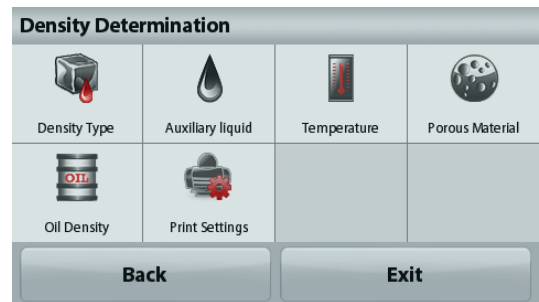 Density Determination
Density Type
Auxiliary liquid
Temperature
Porous Material
OIL
Oil Density
Print Settings
Back
Exit